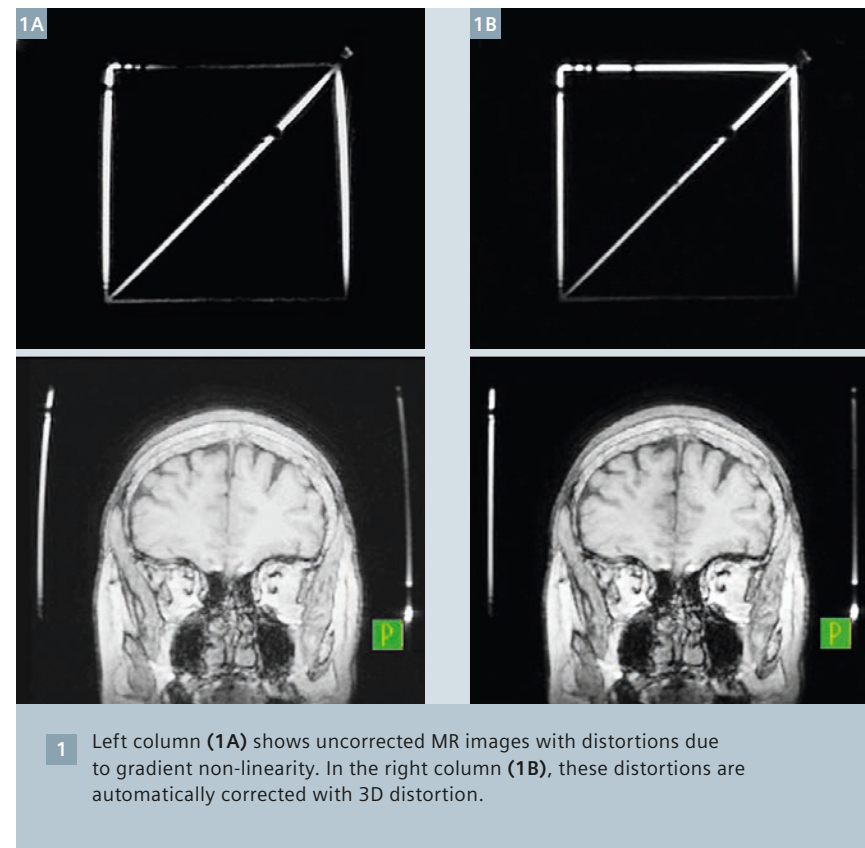 1A
1B
P
P
1 Left column (1A) shows uncorrected MR images with distortions due
to gradient non-linearity. In the right column (1B), these distortions are
automatically corrected with 3D distortion.